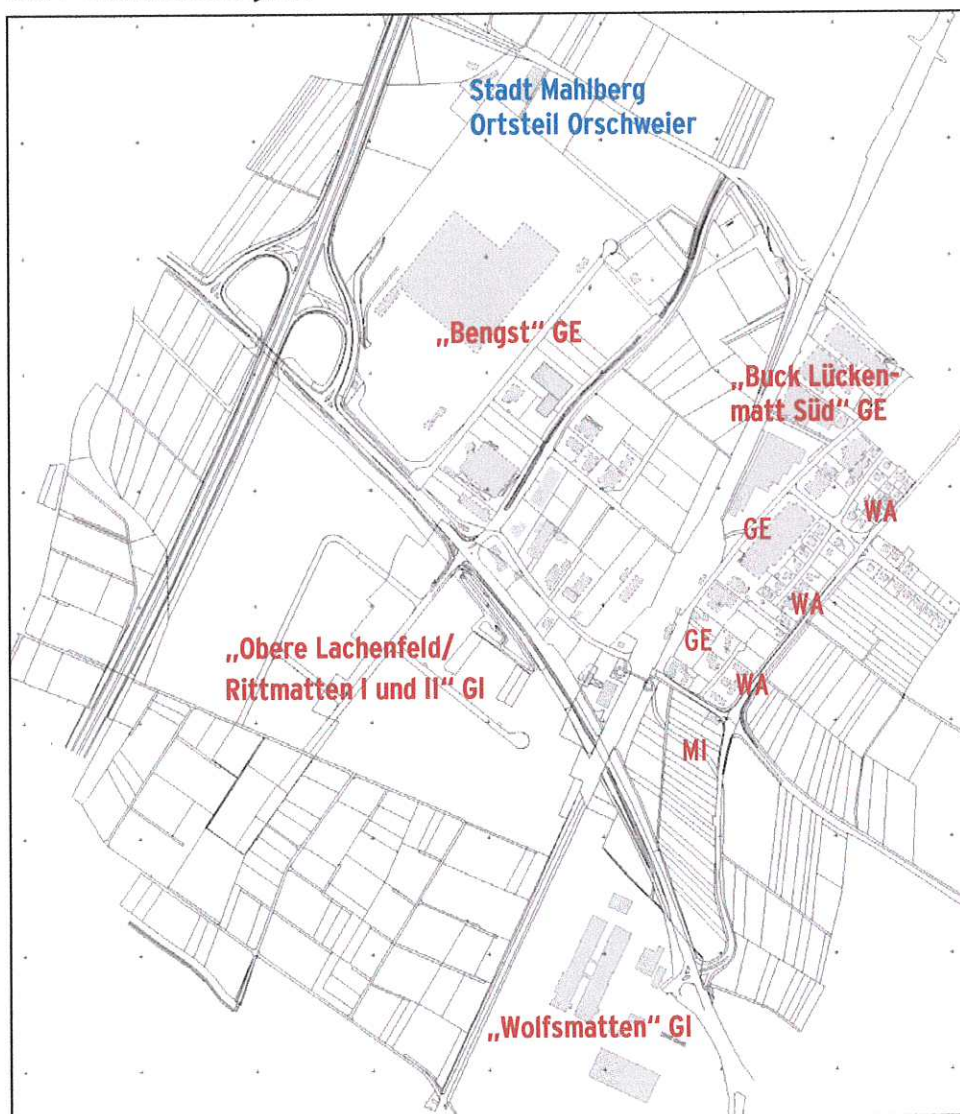 Stadt Mahlberg
Ortsteil Orschweier
„Bengst“ GE
„Buck Lücken-
matt Süd“ GE
WA
GE
WA
„Obere Lachenfeld/
Rittmatten I und II“ GI
GE
WA
MI
„Wolfsmatten“ GI